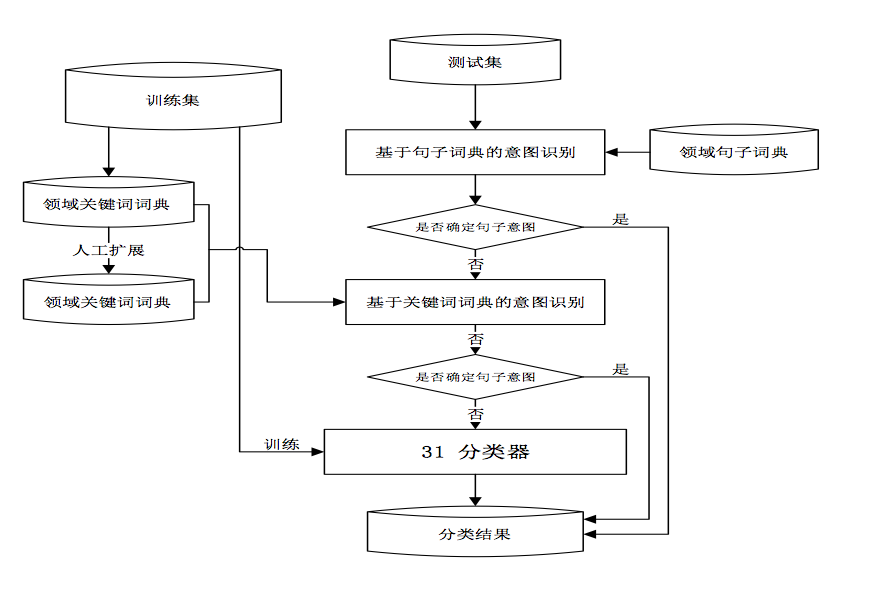 测试集
训练集
基于句子词典的意图识别
领域句子词典
领域关键词词典
是否确定句子意图
是
人工扩展
否
领域关键词词典
基于关键词词典的意图识别
否
是否确定句子意图
是
否
训练
31 分类器
分类结果